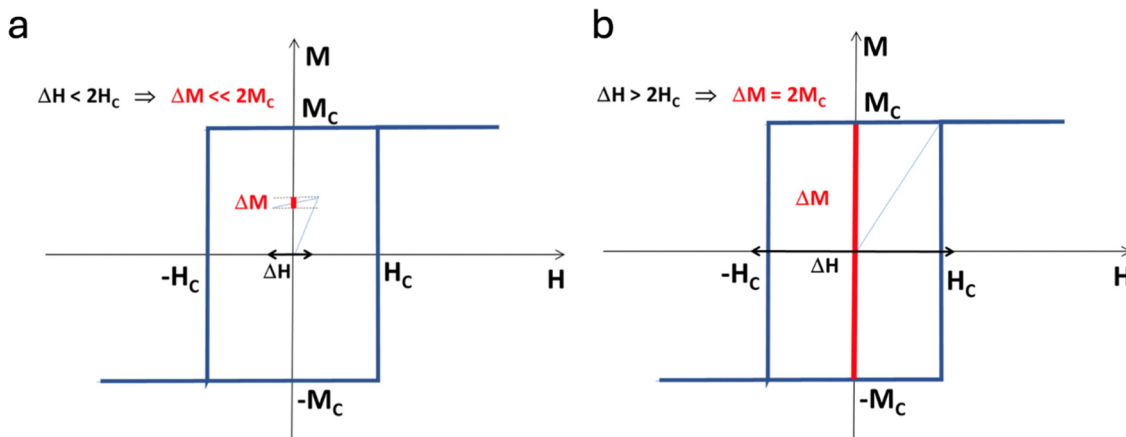 a
M
ΔH < 2H_C ⇒ ΔM << 2M_C
M_C
ΔM
ΔH
-H_C
H_C
H
-M_C
b
M
ΔH > 2H_C ⇒ ΔM = 2M_C
M_C
ΔM
ΔH
-H_C
H_C
H
-M_C